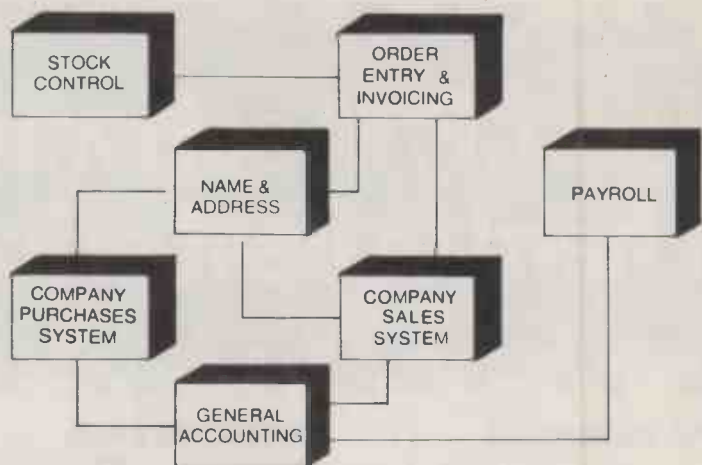 STOCK
CONTROL
ORDER
ENTRY &
INVOICING
NAME &
ADDRESS
PAYROLL
COMPANY
PURCHASES
SYSTEM
COMPANY
SALES
SYSTEM
GENERAL
ACCOUNTING